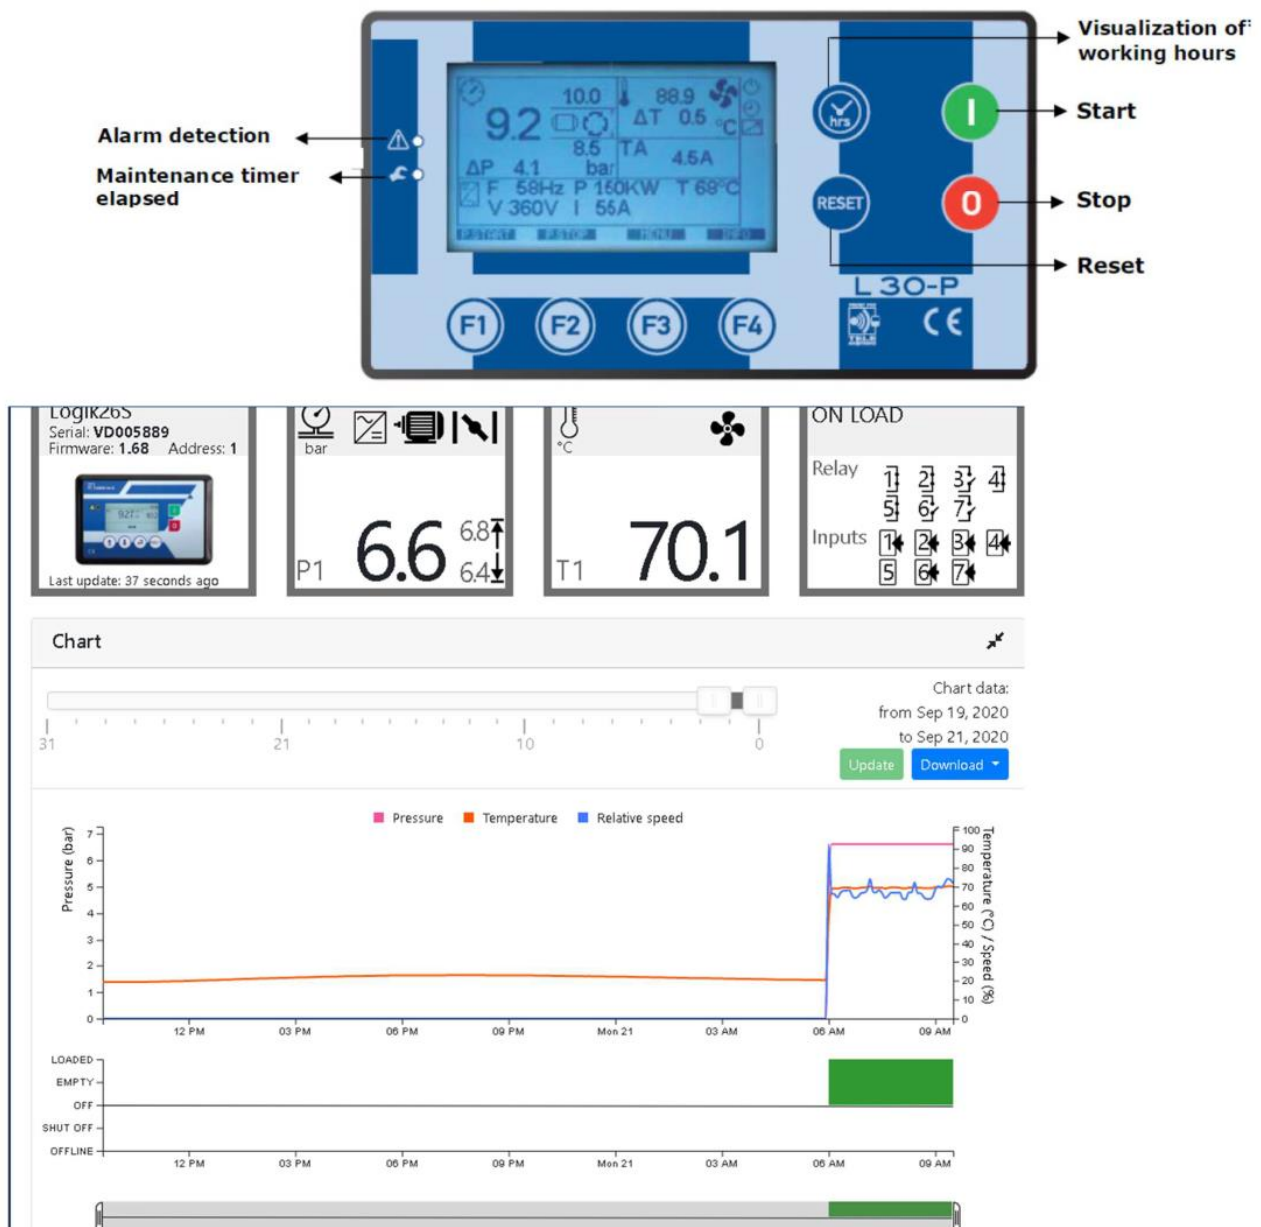 Visualization of
working hours
Alarm detection
Maintenance timer
elapsed
Start
Stop
Reset
10.0
88.9
9.2
ΔT 0.5 °C
8.5
TA
4.5A
ΔP 4.1 bar
F 58Hz P 150KW T 68°C
V 360V I 55A
P.START P.STOP MENU INFO
hrs
I
RESET
0
L30-P
TELE
CE
F1 F2 F3 F4
Logik26S
Serial: VD005889
Firmware: 1.68 Address: 1
Last update: 37 seconds ago
bar
P1 6.6
6.8
6.4
°C
T1 70.1
ON LOAD
Relay 1 2 3 4
5 6 7
Inputs 1 2 3 4
5 6 7
Chart
31 21 10 0
Chart data:
from Sep 19, 2020
to Sep 21, 2020
Update Download
Pressure Temperature Relative speed
Pressure (bar)
7
6
5
4
3
2
1
0
100
90
80
70
60
50
40
30
20
10
0
Temperature (°C) / Speed (%)
12 PM 03 PM 06 PM 09 PM Mon 21 03 AM 06 AM 09 AM
LOADED
EMPTY
OFF
SHUT OFF
OFFLINE
12 PM 03 PM 06 PM 09 PM Mon 21 03 AM 06 AM 09 AM